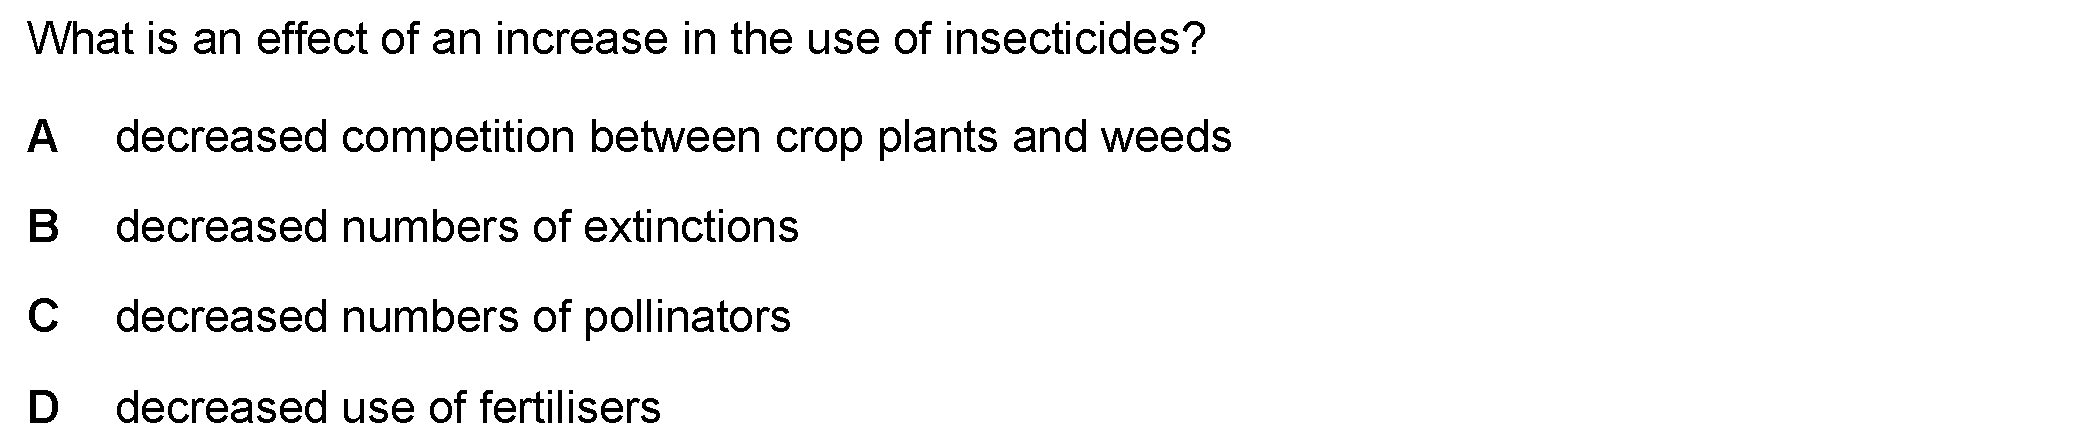 What is an effect of an increase in the use of insecticides?
A decreased competition between crop plants and weeds
B decreased numbers of extinctions
C decreased numbers of pollinators
D decreased use of fertilisers